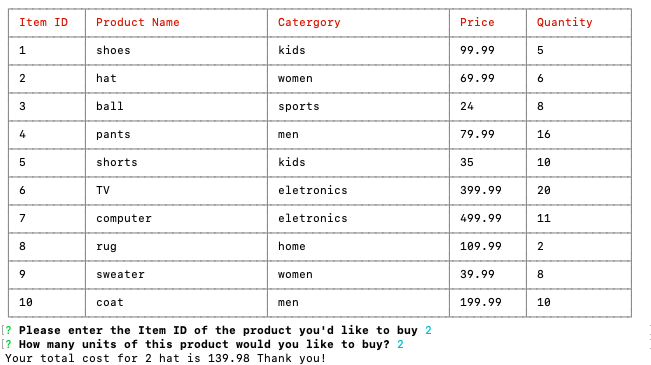 Item ID Product Name Catergory Price Quantity
1 shoes kids 99.99 5
2 hat women 69.99 6
3 ball sports 24 8
4 pants men 79.99 16
5 shorts kids 35 10
6 TV eletronics 399.99 20
7 computer eletronics 499.99 11
8 rug home 109.99 2
9 sweater women 39.99 8
10 coat men 199.99 10
[? Please enter the Item ID of the product you'd like to buy 2
[? How many units of this product would you like to buy? 2
Your total cost for 2 hat is 139.98 Thank you!